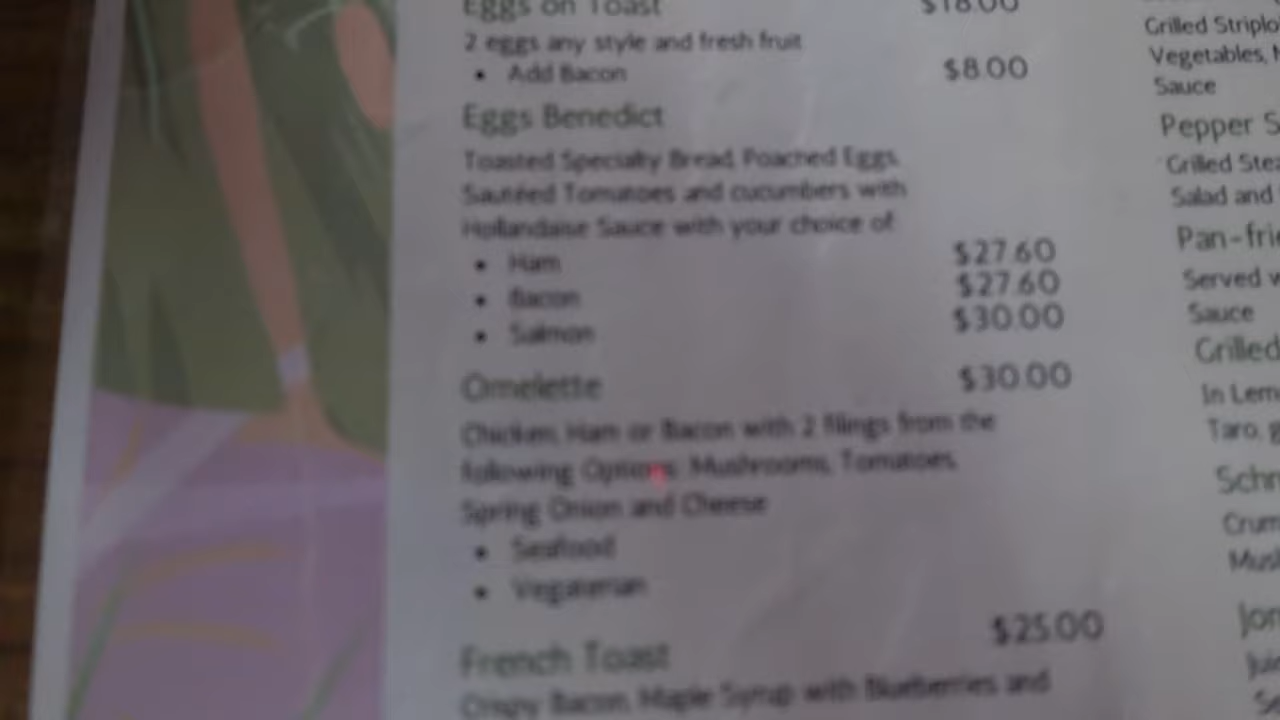 Eggs on Toast $18.00
2 eggs any style and fresh fruit
• Add Bacon $8.00
Eggs Benedict
Toasted Specialty Bread, Poached Eggs,
Sautéed Tomatoes and cucumbers with
Hollandaise Sauce with your choice of:
• Ham $27.60
• Bacon $27.60
• Salmon $30.00
Omelette $30.00
Chicken, Ham or Bacon with 2 fillings from the
following Options: Mushrooms, Tomatoes,
Spring Onion and Cheese
• Seafood
• Vegaterian
French Toast $25.00
Crispy Bacon, Maple Syrup with Blueberries and
Grilled
Vegetables,
Sauce
Pepper
Grilled
Salad and
Served
Sauce
Grilled
In
Taro,